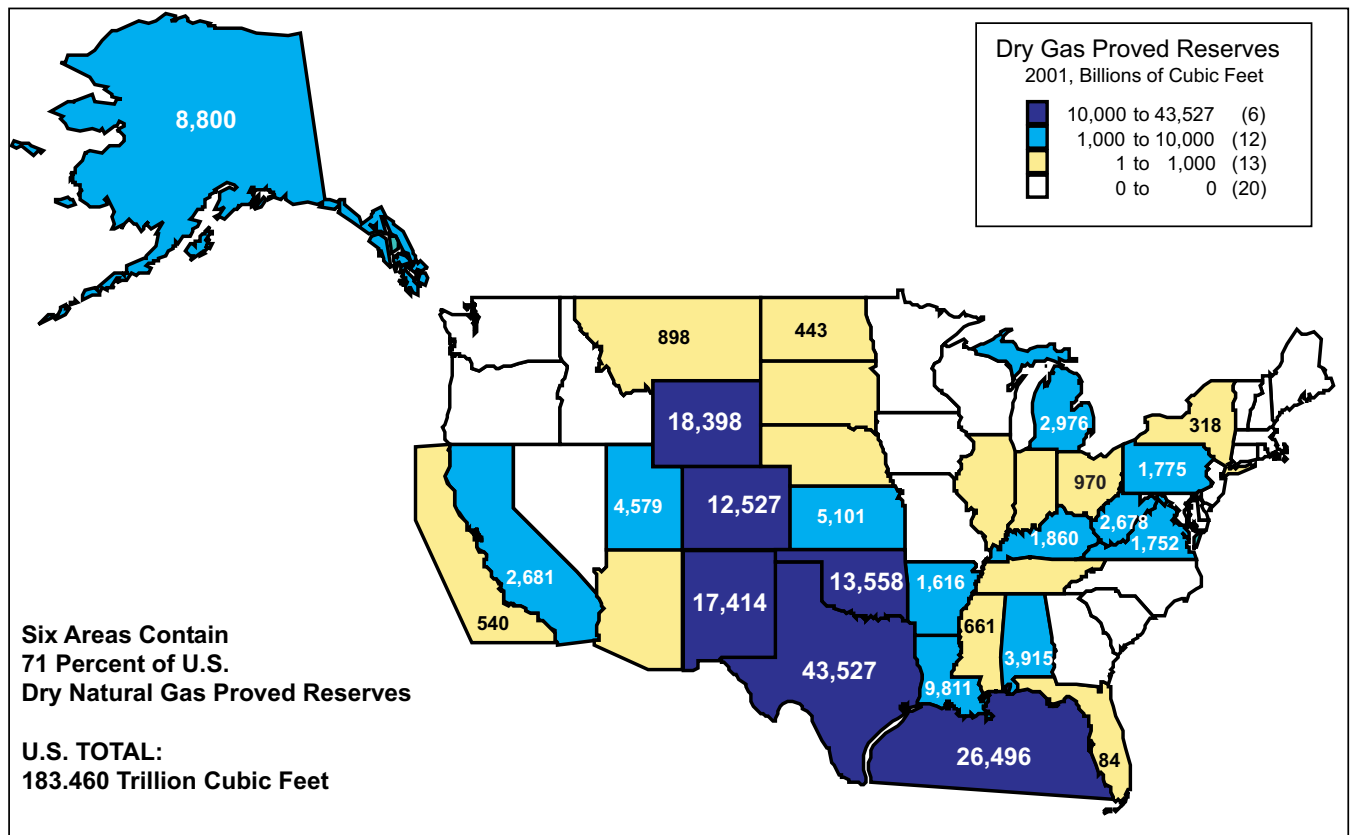 8,800
Dry Gas Proved Reserves
2001, Billions of Cubic Feet
10,000 to 43,527 (6)
1,000 to 10,000 (12)
1 to 1,000 (13)
0 to 0 (20)
898
443
18,398
2,976
318
4,579
12,527
5,101
970
1,775
2,678
1,860
1,752
2,681
17,414
13,558
1,616
540
661
43,527
9,811
3,915
26,496
84
Six Areas Contain
71 Percent of U.S.
Dry Natural Gas Proved Reserves
U.S. TOTAL:
183.460 Trillion Cubic Feet